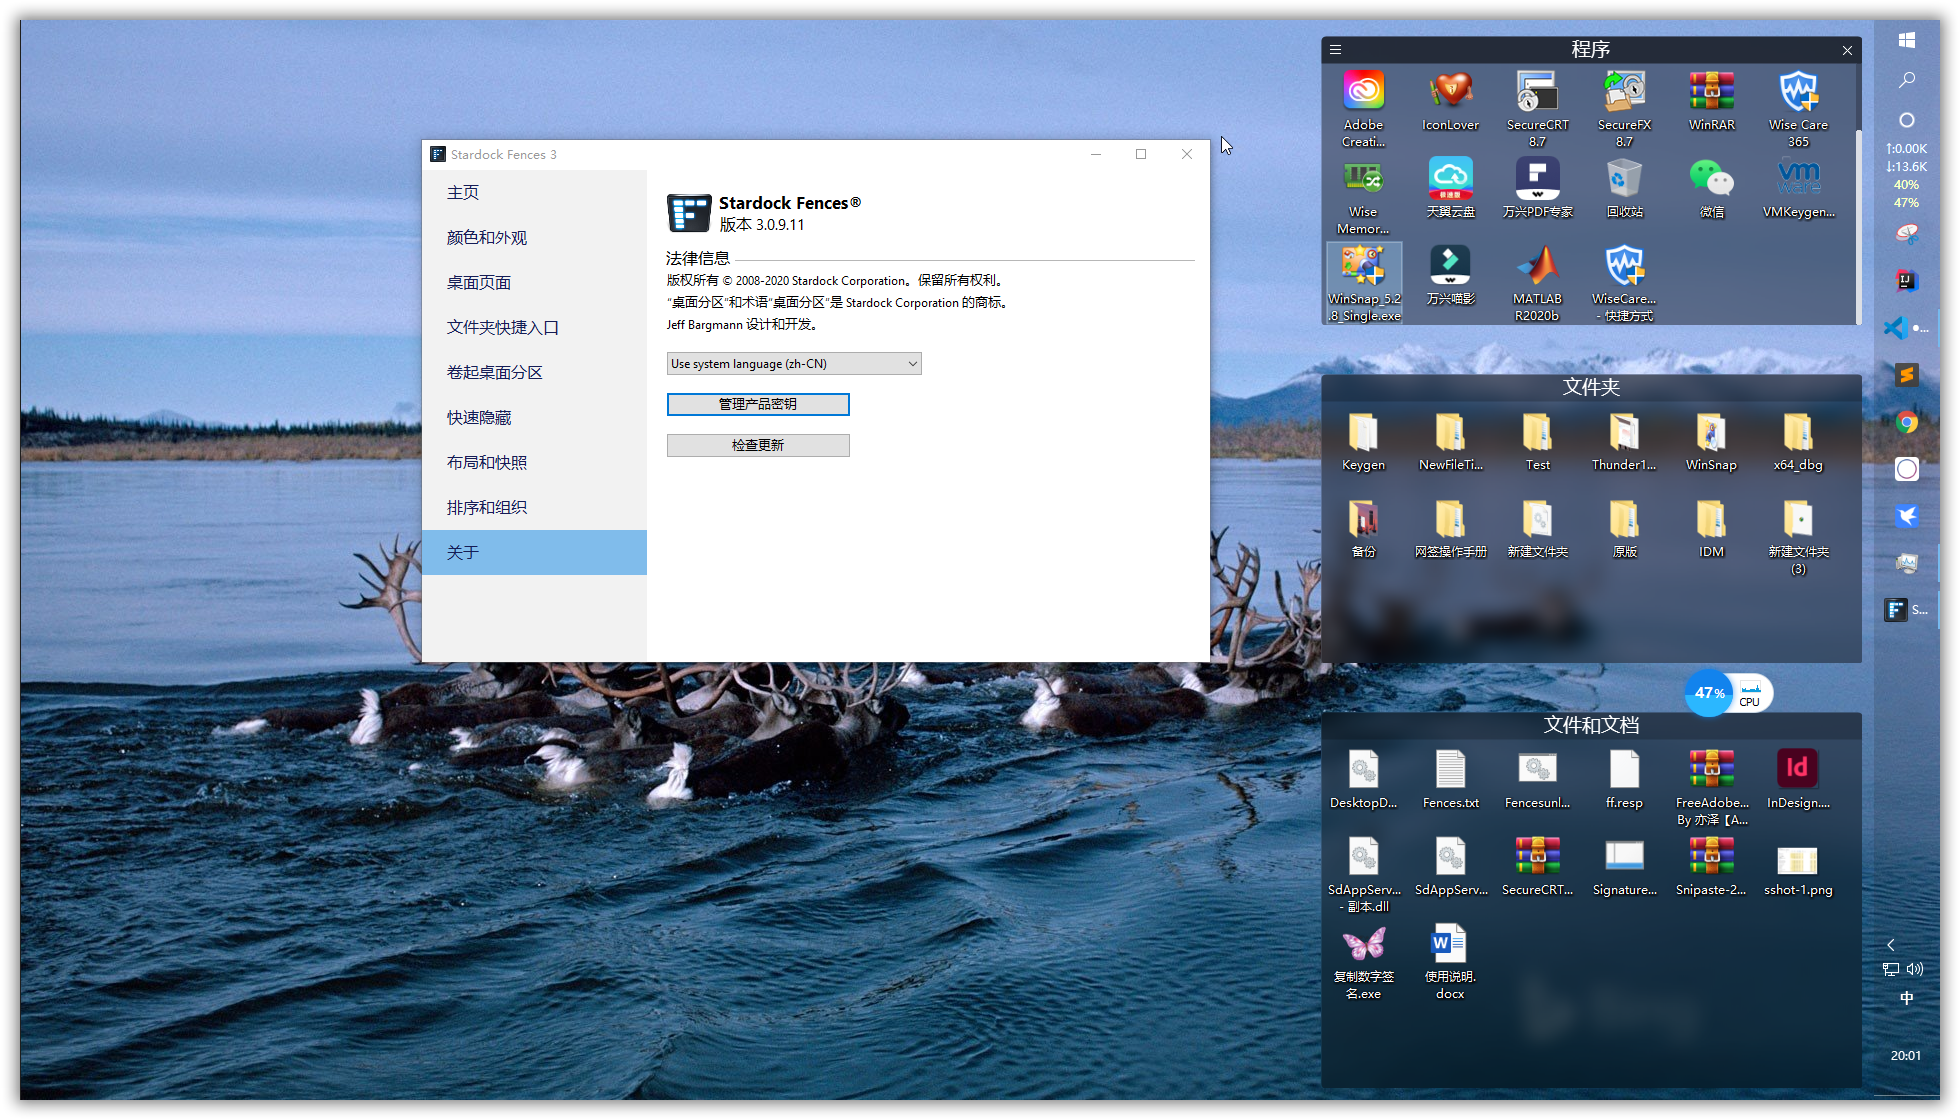 Stardock Fences 3
主页
颜色和外观
桌面页面
文件夹快捷入口
卷起桌面分区
快速隐藏
布局和快照
排序和组织
关于
Stardock Fences®
版本 3.0.9.11
法律信息
版权所有 © 2008-2020 Stardock Corporation。保留所有权利。
“桌面分区”和术语“桌面分区”是 Stardock Corporation 的商标。
Jeff Bargmann 设计和开发。
Use system language (zh-CN)
管理产品密钥
检查更新
程序
Adobe
Creati...
IconLover
SecureCRT
8.7
SecureFX
8.7
WinRAR
Wise Care
365
Wise
Memor...
天翼云盘
万兴PDF专家
回收站
微信
VMKeygen...
WinSnap_5.2
.8_Single.exe
万兴喵影
MATLAB
R2020b
WiseCare...
- 快捷方式
文件夹
Keygen
NewFileTi...
Test
Thunder1...
WinSnap
x64_dbg
备份
网签操作手册
新建文件夹
原版
IDM
新建文件夹
(3)
47%
CPU
文件和文档
DesktopD...
Fences.txt
Fencesunl...
ff.resp
FreeAdobe...
By 亦泽【A...
InDesign....
SdAppServ...
- 副本.dll
SdAppServ...
SecureCRT...
Signature...
Snipaste-2...
sshot-1.png
复制数字签
名.exe
使用说明.
docx
↑:0.00K
↓:13.6K
40%
47%
S...
中
20:01